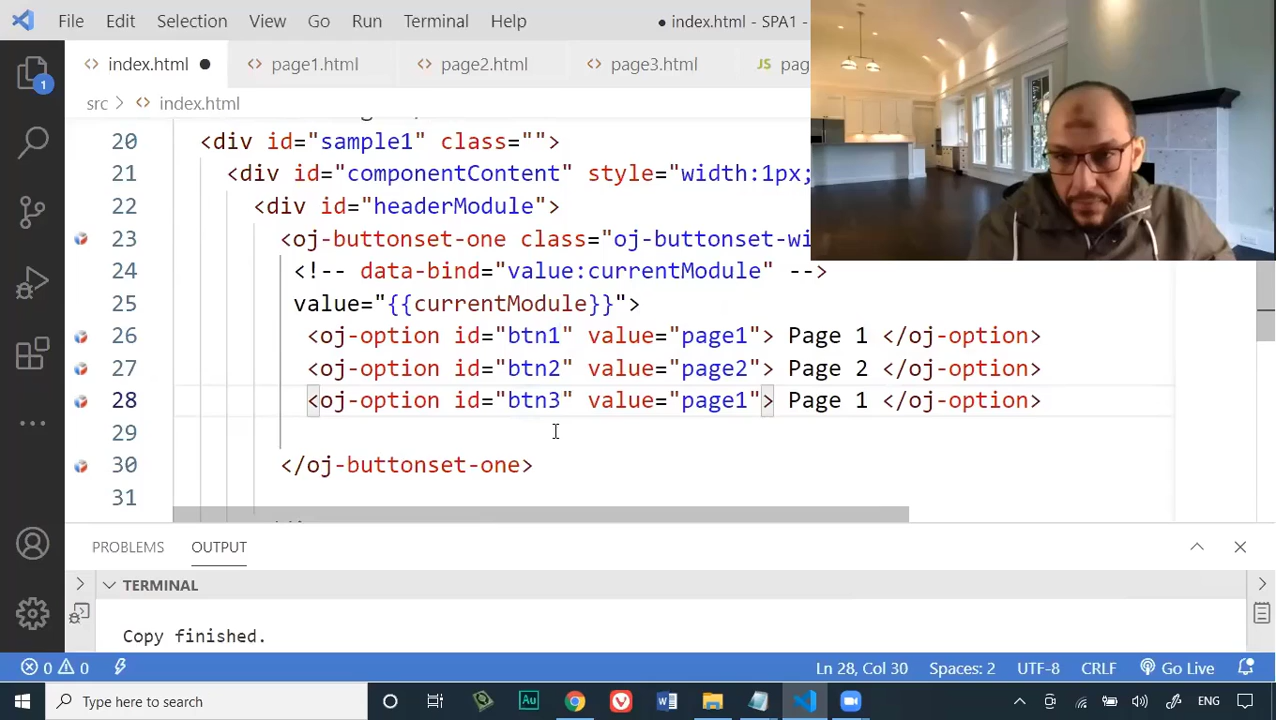 File Edit Selection View Go Run Terminal Help ● index.html - SPA1 -
index.html ● page1.html page2.html page3.html JS pag
src > index.html
1
20 <div id="sample1" class="">
21 <div id="componentContent" style="width:1px;
22 <div id="headerModule">
23 <oj-buttonset-one class="oj-buttonset-wi
24 <!-- data-bind="value:currentModule" -->
25 value="{{currentModule}}">
26 <oj-option id="btn1" value="page1"> Page 1 </oj-option>
27 <oj-option id="btn2" value="page2"> Page 2 </oj-option>
28 <oj-option id="btn3" value="page1"> Page 1 </oj-option>
29
30 </oj-buttonset-one>
31
PROBLEMS OUTPUT
TERMINAL
Copy finished.
0 0 Ln 28, Col 30 Spaces: 2 UTF-8 CRLF Go Live
Type here to search Au W ENG